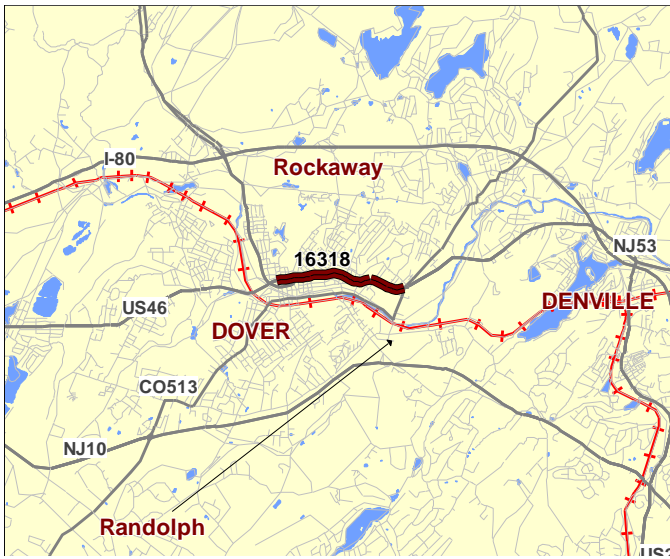 I-80
Rockaway
NJ53
16318
DENVILLE
US46
DOVER
CO513
NJ10
Randolph